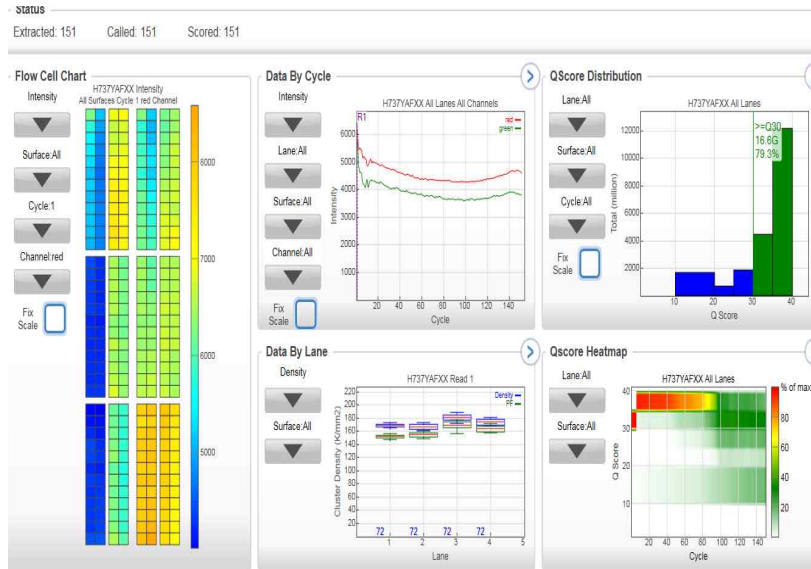 Status
Extracted: 151 Called: 151 Scored: 151
Flow Cell Chart
Intensity
Surface:All
Cycle:1
Channel:red
Fix
Scale
H737YAFXX Intensity
All Surfaces Cycle 1 red Channel
8000
7000
6000
5000
Data By Cycle
Intensity
Lane:All
Surface:All
Channel:All
Fix
Scale
H737YAFXX All Lanes All Channels
R1
red
green
Intensity
6000
5000
4000
3000
2000
1000
20 40 60 80 100 120 140
Cycle
QScore Distribution
Lane:All
Surface:All
Cycle:All
Fix
Scale
H737YAFXX All Lanes
>=Q30
16.6G
79.3%
Total (million)
12000
10000
8000
6000
4000
2000
10 20 30 40
Q Score
Data By Lane
Density
Surface:All
H737YAFXX Read 1
Density
PF
Cluster Density (K/mm2)
220
200
180
160
140
120
100
80
60
40
20
72 72 72 72
1 2 3 4 5
Lane
Qscore Heatmap
Lane:All
Surface:All
H737YAFXX All Lanes
% of max
Q Score
40
30
20
10
80
60
40
20
20 40 60 80 100 120 140
Cycle